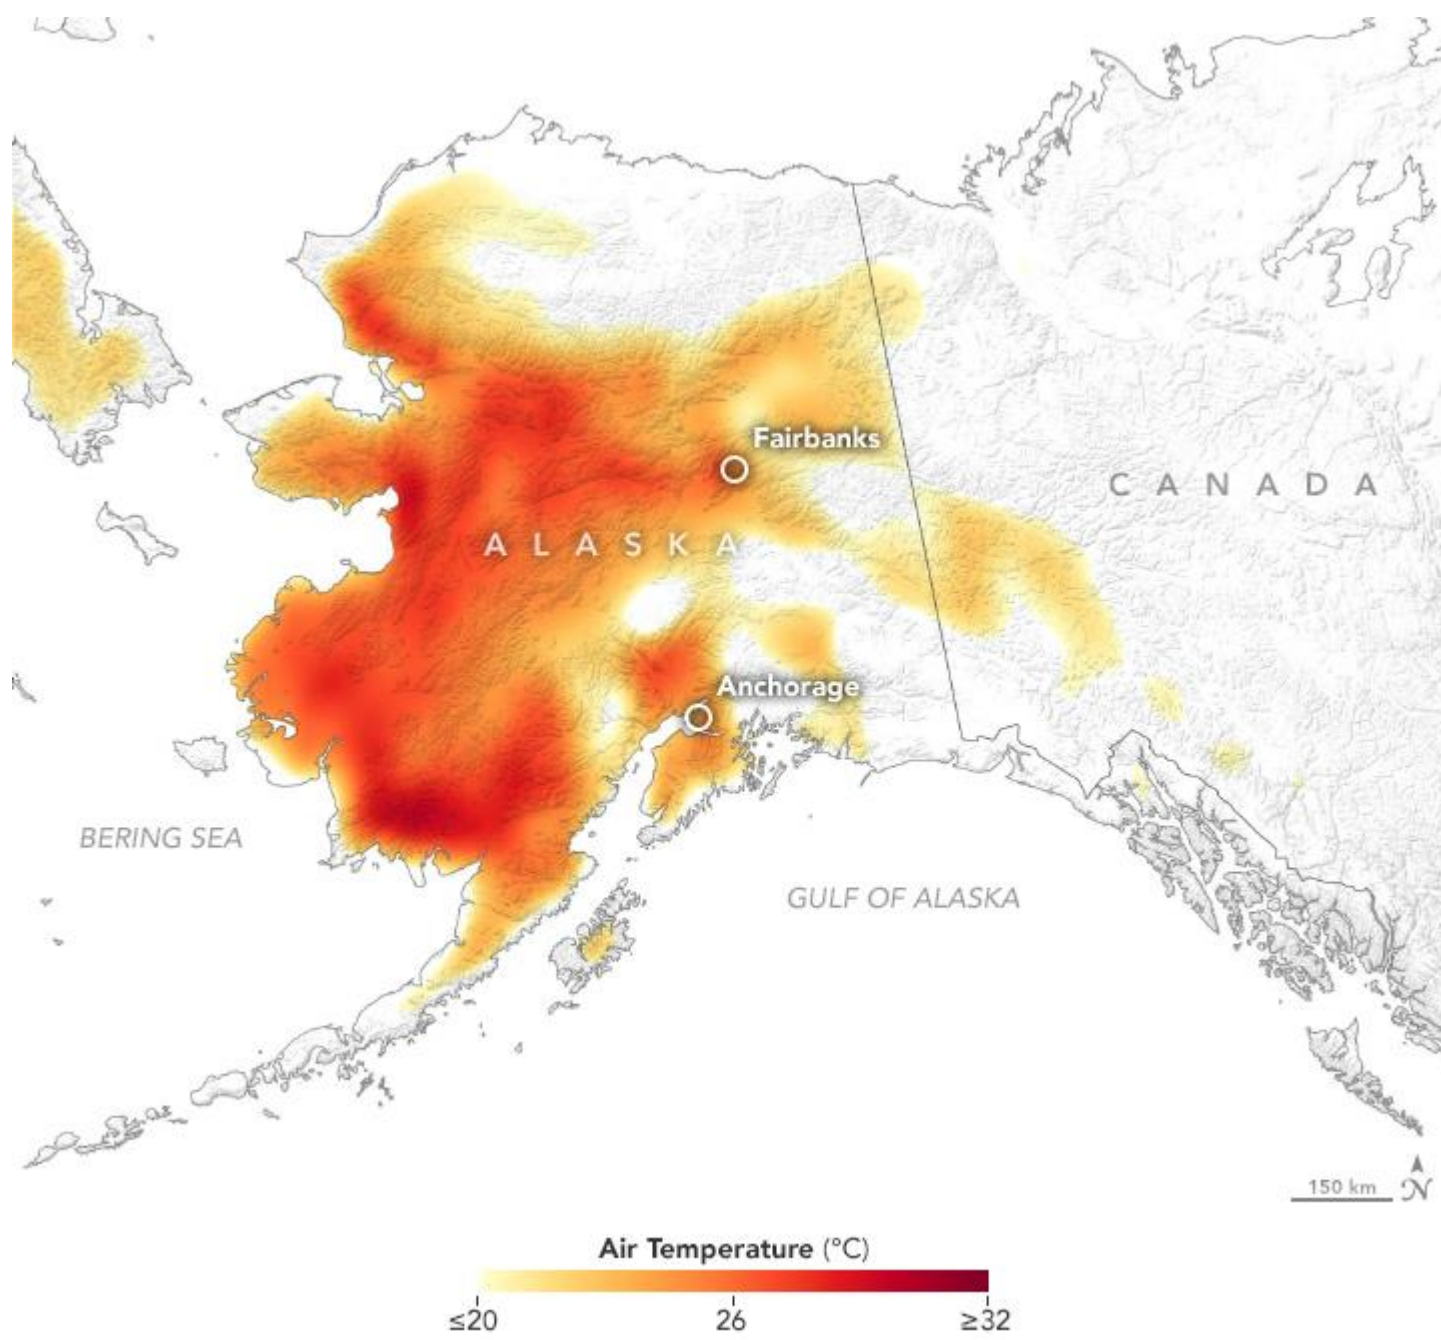 Fairbanks
CANADA
ALASKA
Anchorage
BERING SEA
GULF OF ALASKA
150 km
N
Air Temperature (°C)
≤20 26 ≥32